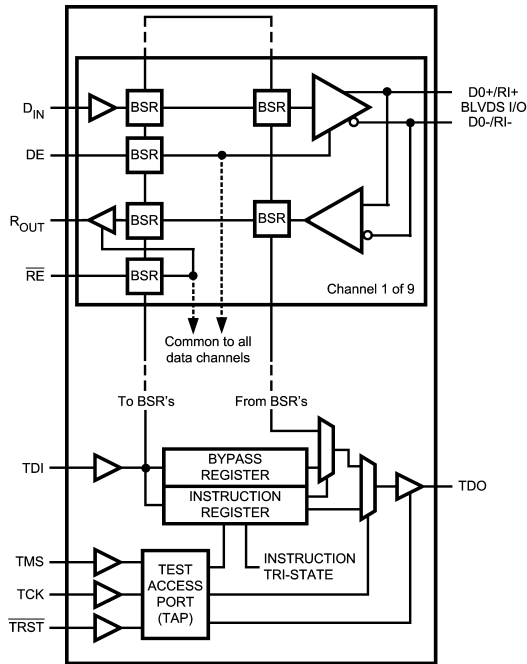 D0+/RI+
BLVDS I/O
D0-/RI-
DIN
BSR
BSR
DE
BSR
ROUT
BSR
BSR
RE
BSR
Channel 1 of 9
Common to all
data channels
To BSR's
From BSR's
TDI
BYPASS
REGISTER
INSTRUCTION
REGISTER
TDO
TMS
TCK
TRST
TEST
ACCESS
PORT
(TAP)
INSTRUCTION
TRI-STATE